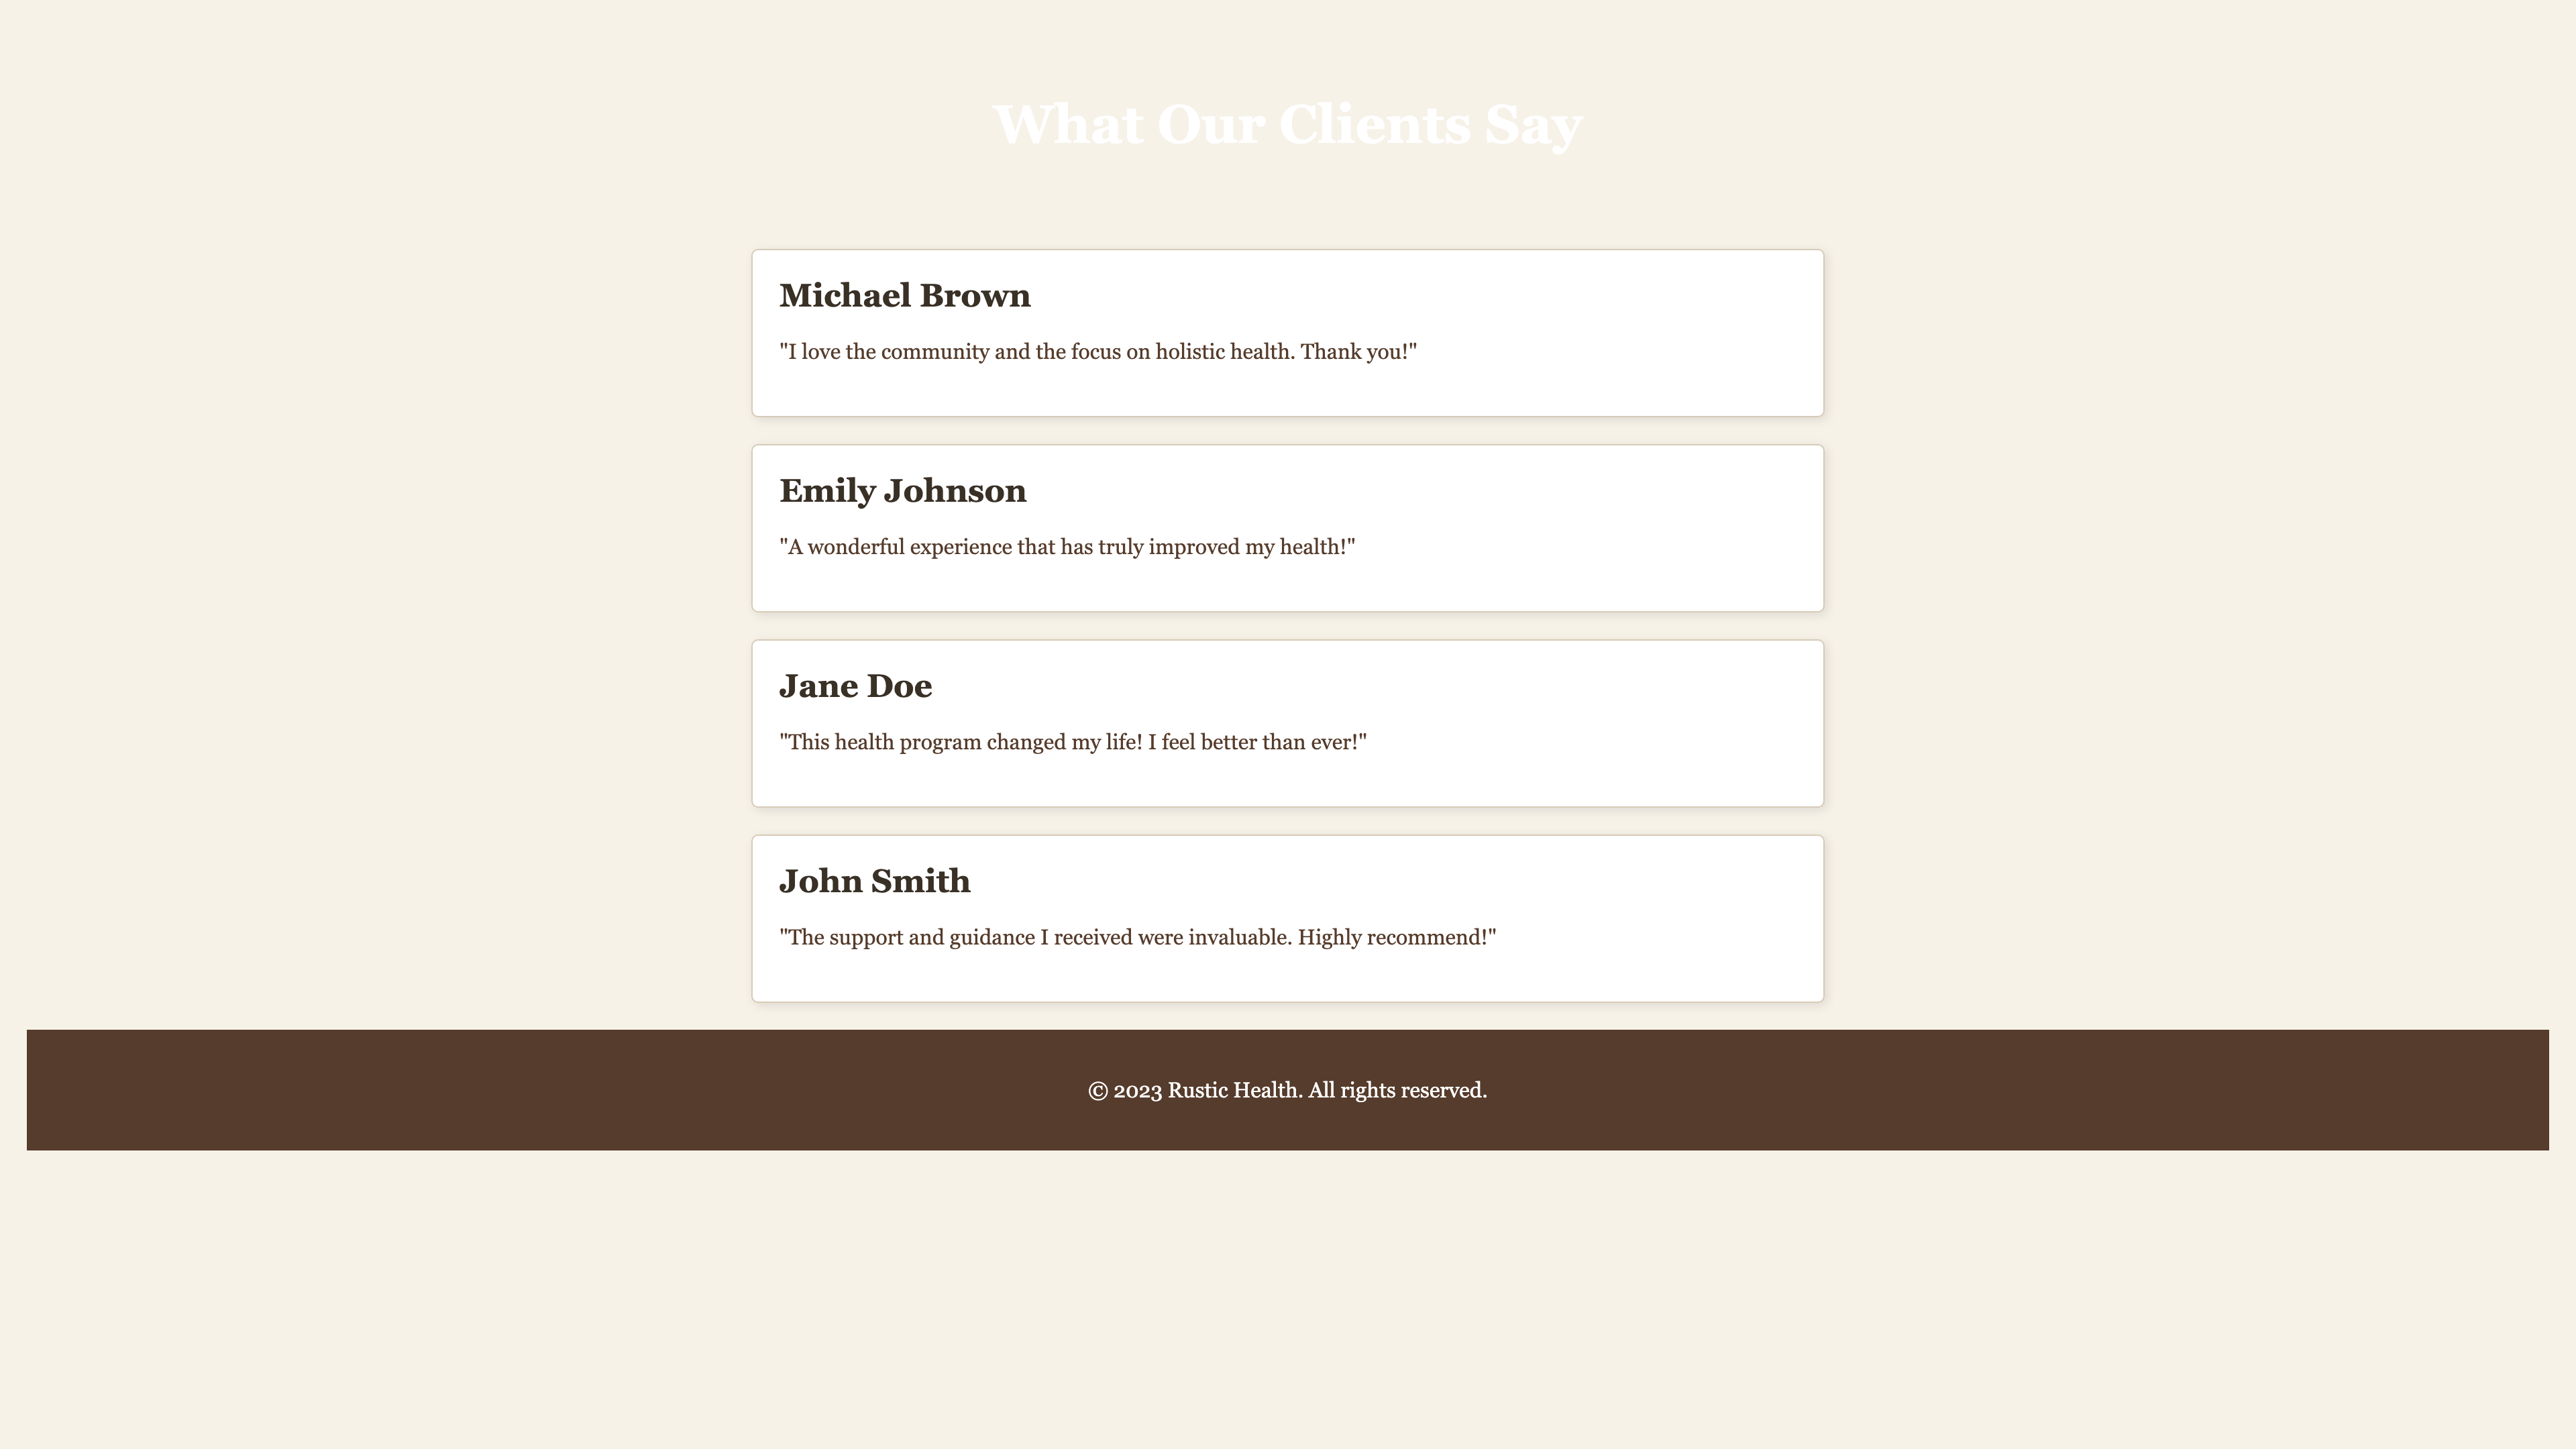 What Our Clients Say
Michael Brown
"I love the community and the focus on holistic health. Thank you!"
Emily Johnson
"A wonderful experience that has truly improved my health!"
Jane Doe
"This health program changed my life! I feel better than ever!"
John Smith
"The support and guidance I received were invaluable. Highly recommend!"
© 2023 Rustic Health. All rights reserved.